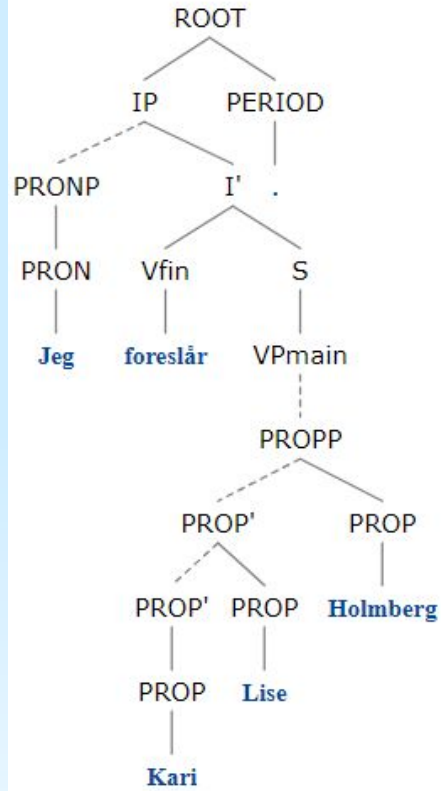 ROOT
IP PERIOD
PRONP I' .
PRON Vfin S
Jeg foreslår VPmain
PROPP
PROP' PROP
PROP' PROP Holmberg
PROP Lise
Kari